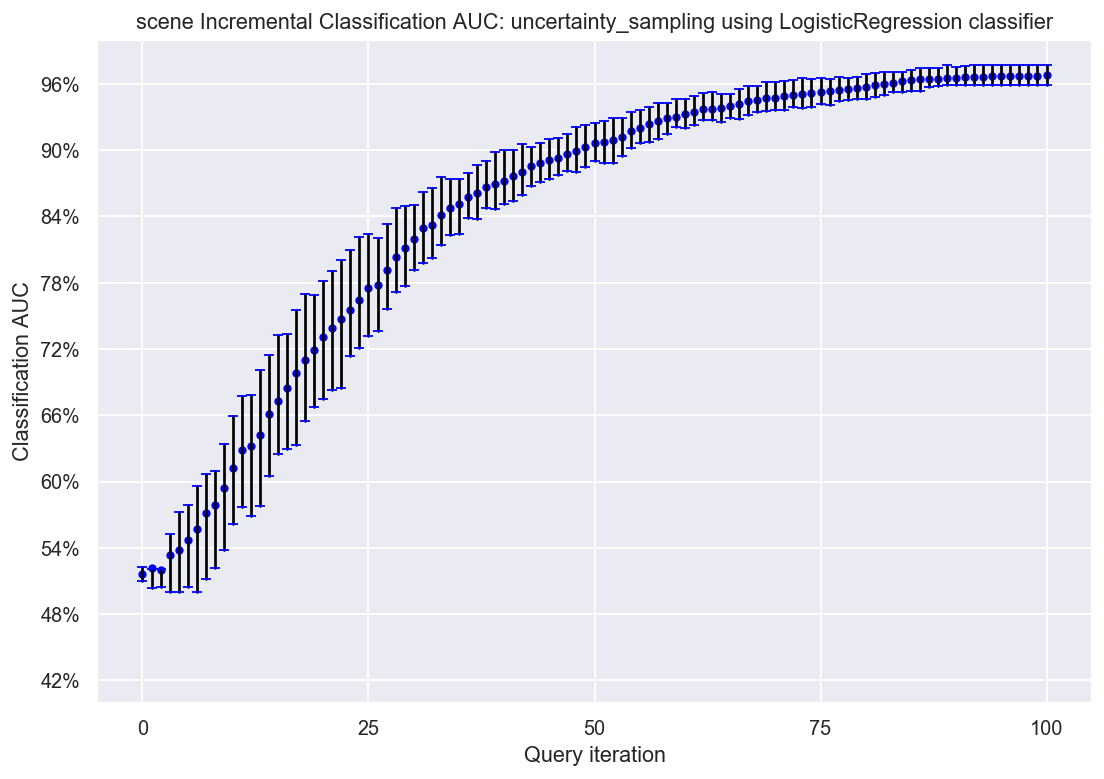 scene Incremental Classification AUC: uncertainty_sampling using LogisticRegression classifier
96%
90%
84%
78%
72%
66%
60%
54%
48%
42%
Classification AUC
0 25 50 75 100
Query iteration